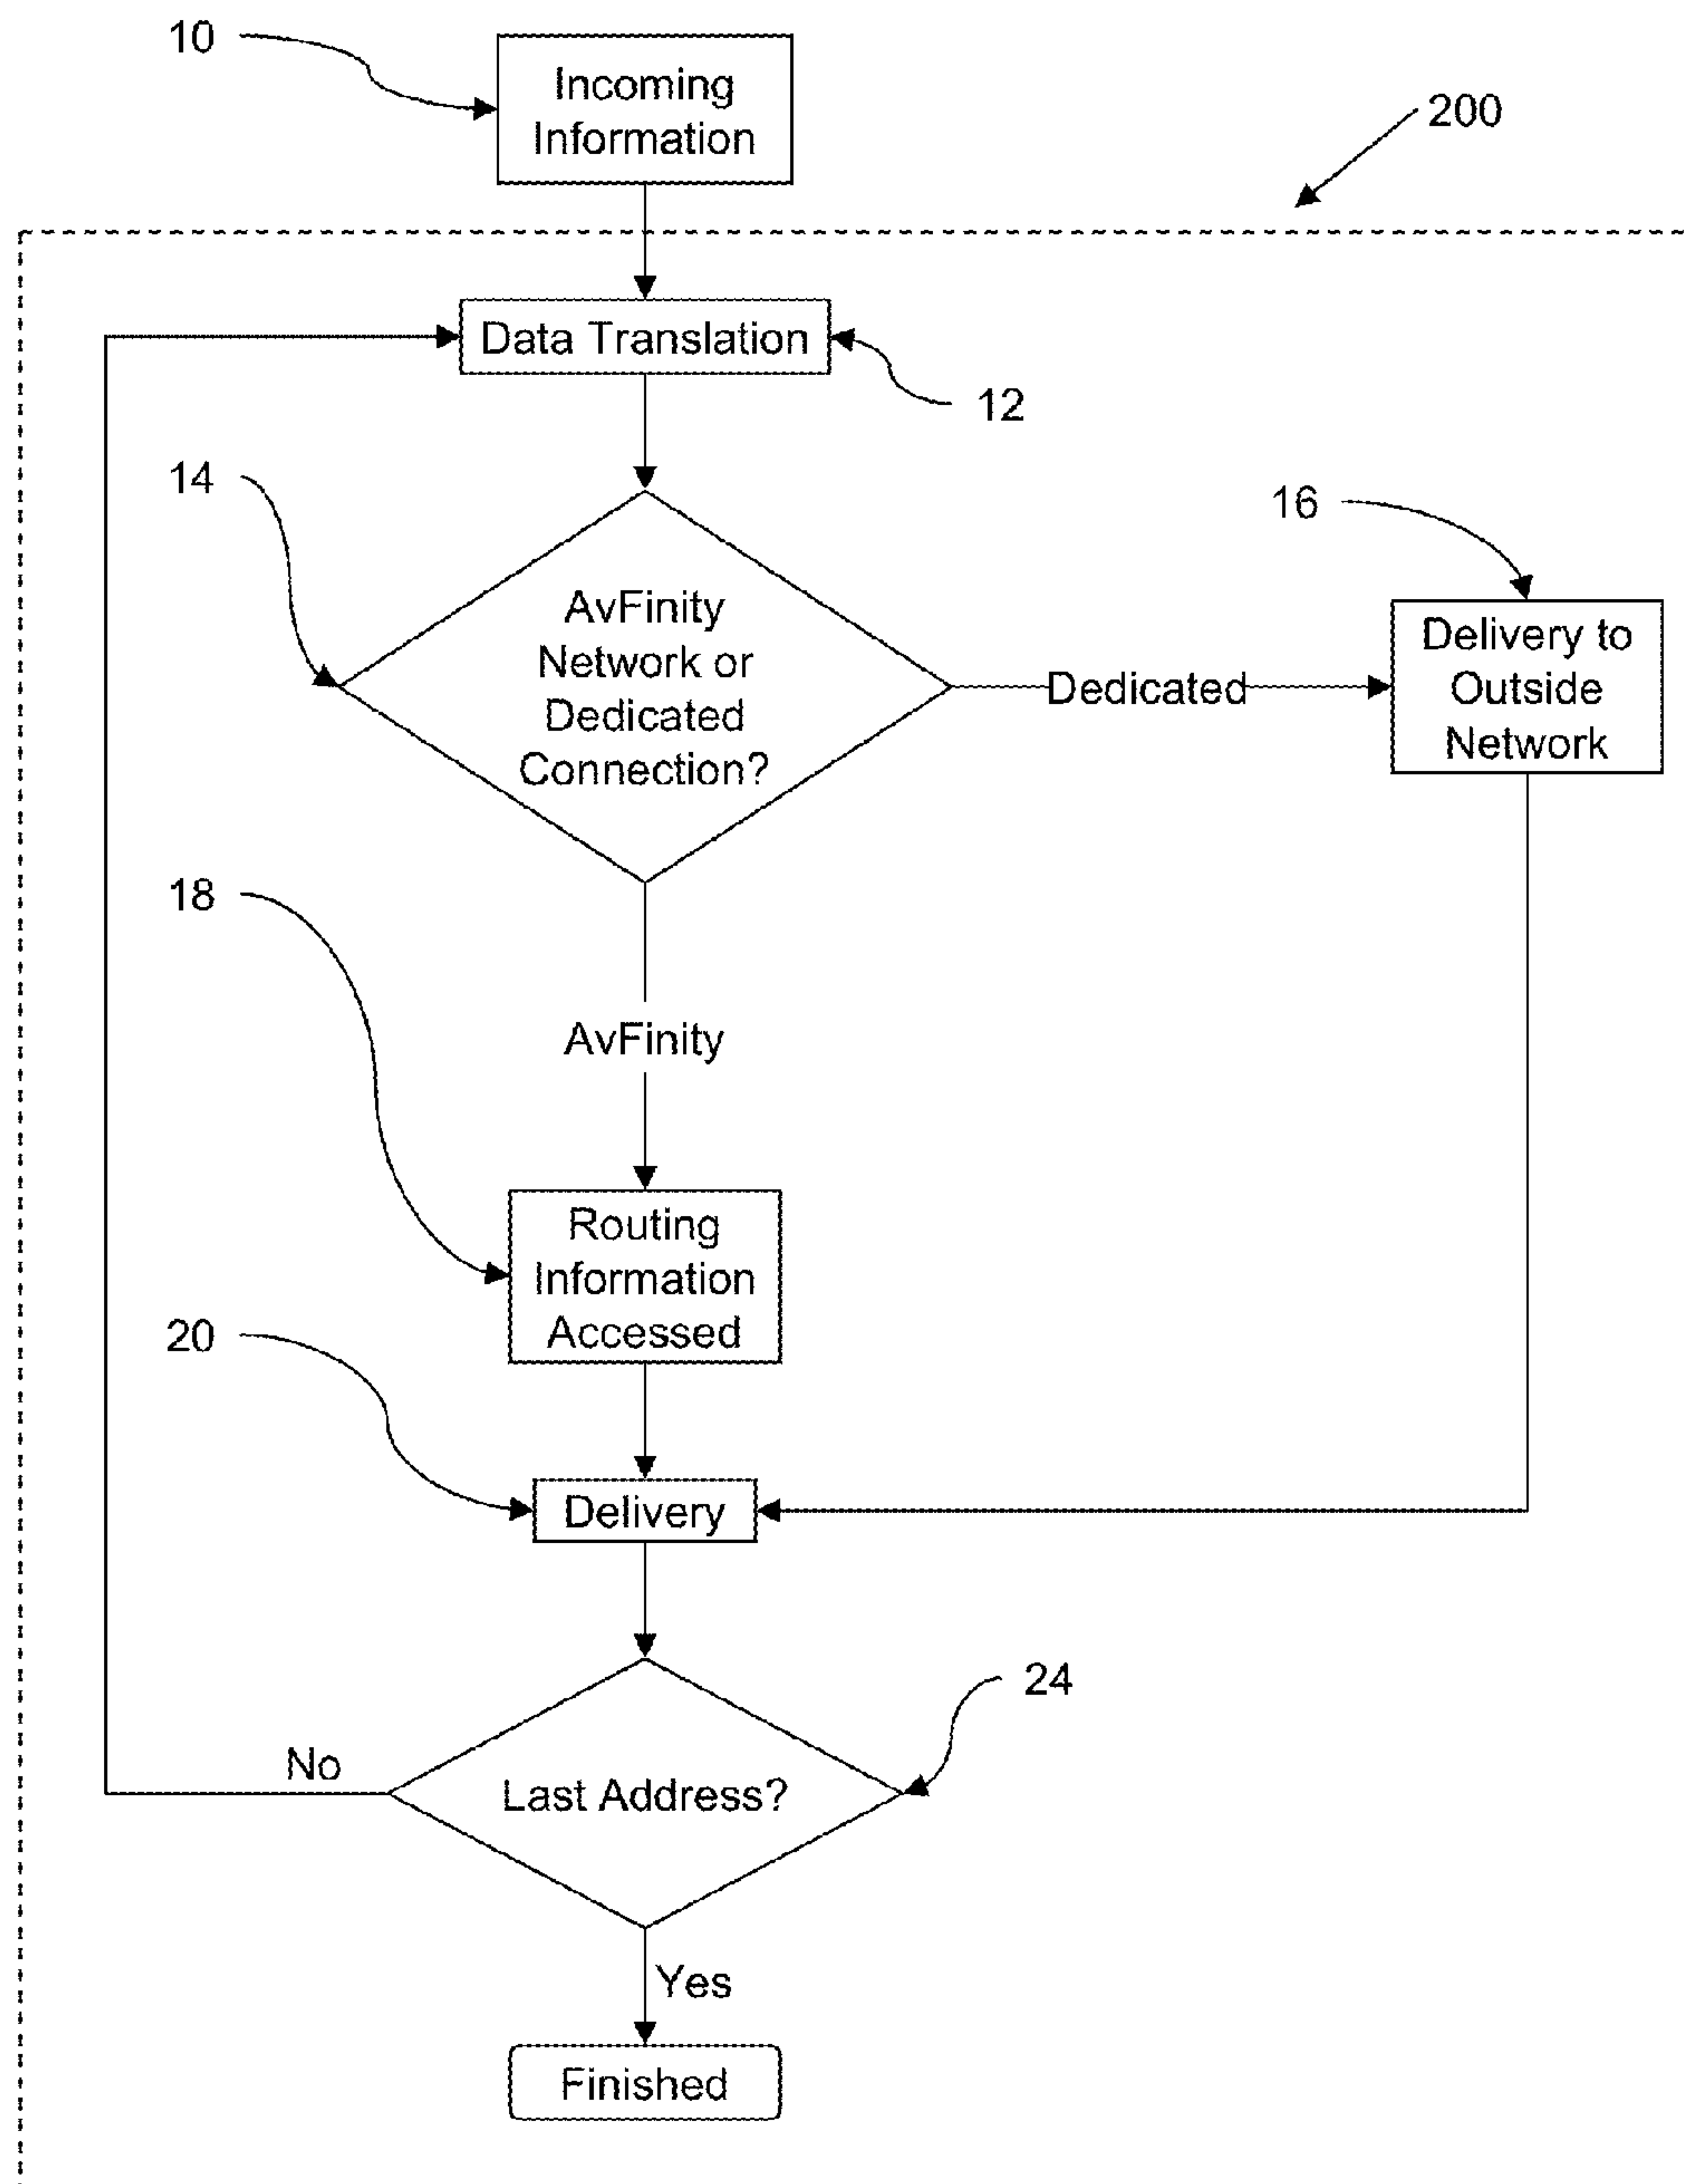 10
Incoming
Information
200
Data Translation
12
14
16
AvFinity
Network or
Dedicated
Connection?
Dedicated
Delivery to
Outside
Network
18
AvFinity
Routing
Information
Accessed
20
Delivery
24
No
Last Address?
Yes
Finished